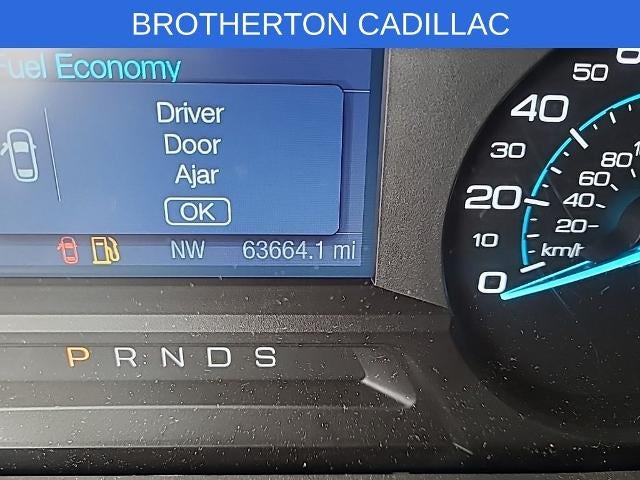 BROTHERTON CADILLAC
Fuel Economy
Driver
Door
Ajar
OK
NW 63664.1 mi
P R N D S
50
40
30
20
10
0
80
60
40
20
km/h